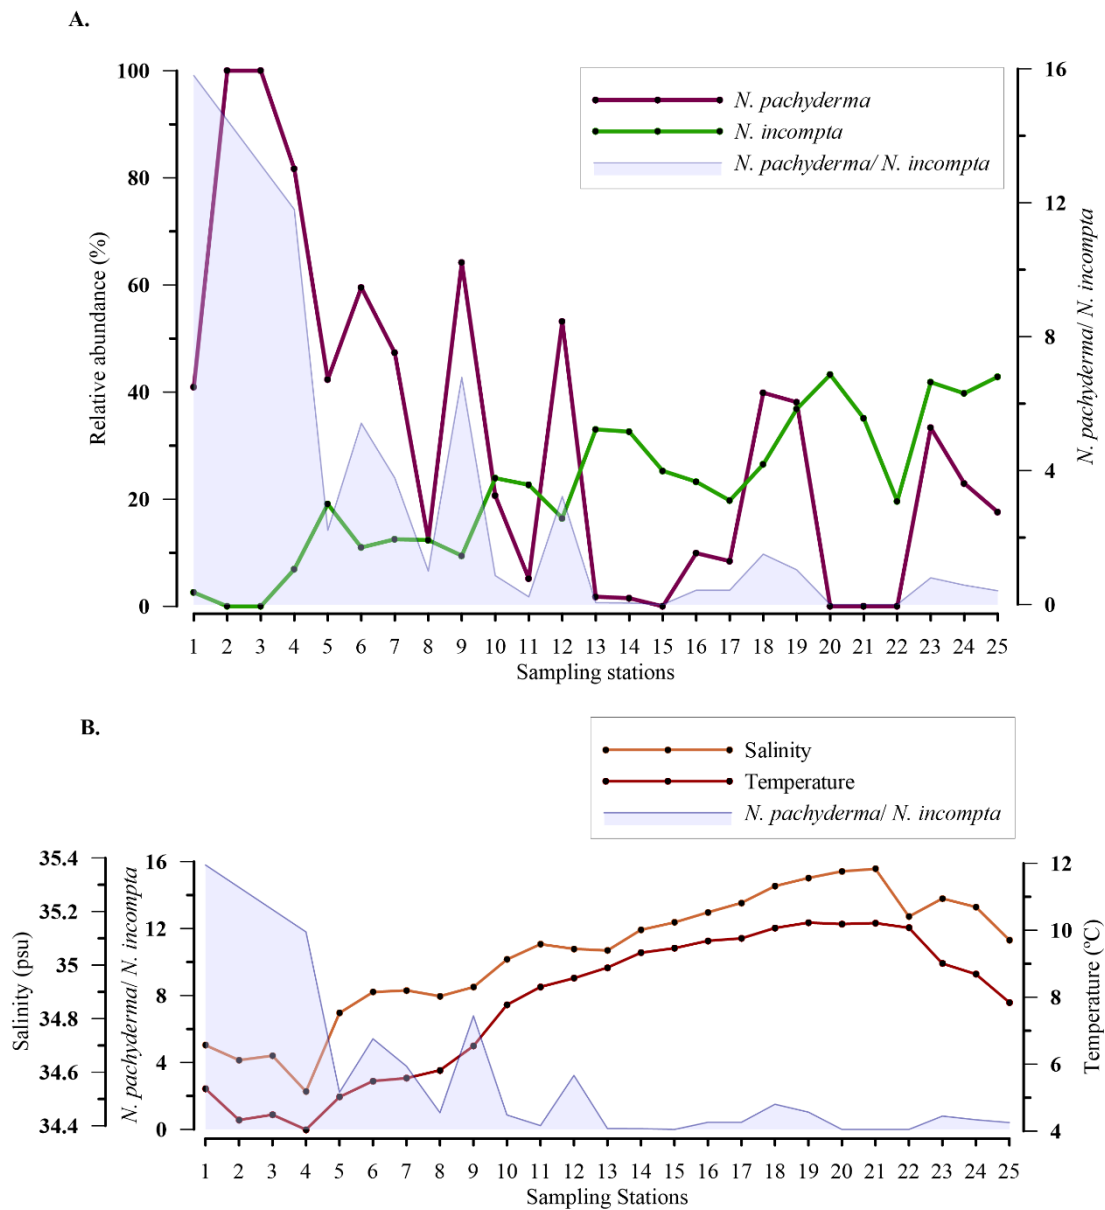 A.
100
80
60
40
20
0
Relative abundance (%)
N. pachyderma
N. incompta
N. pachyderma/ N. incompta
16
12
8
4
0
N. pachyderma/ N. incompta
1 2 3 4 5 6 7 8 9 10 11 12 13 14 15 16 17 18 19 20 21 22 23 24 25
Sampling stations
B.
Salinity
Temperature
N. pachyderma/ N. incompta
35.4
35.2
35
34.8
34.6
34.4
Salinity (psu)
16
12
8
4
0
N. pachyderma/ N. incompta
12
10
8
6
4
Temperature (ºC)
1 2 3 4 5 6 7 8 9 10 11 12 13 14 15 16 17 18 19 20 21 22 23 24 25
Sampling Stations